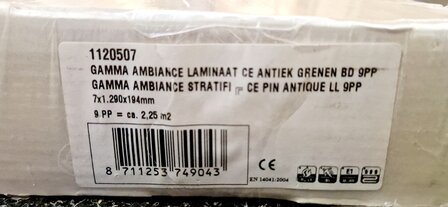 1120507
GAMMA AMBIANCE LAMINAAT CE ANTIEK GRENEN BD 9PP
GAMMA AMBIANCE STRATIFI CE PIN ANTIQUE LL 9PP
7x1.290x194mm
9 PP = ca. 2,25 m2
8 711253 749043
CE
EN 14041:2004
E1